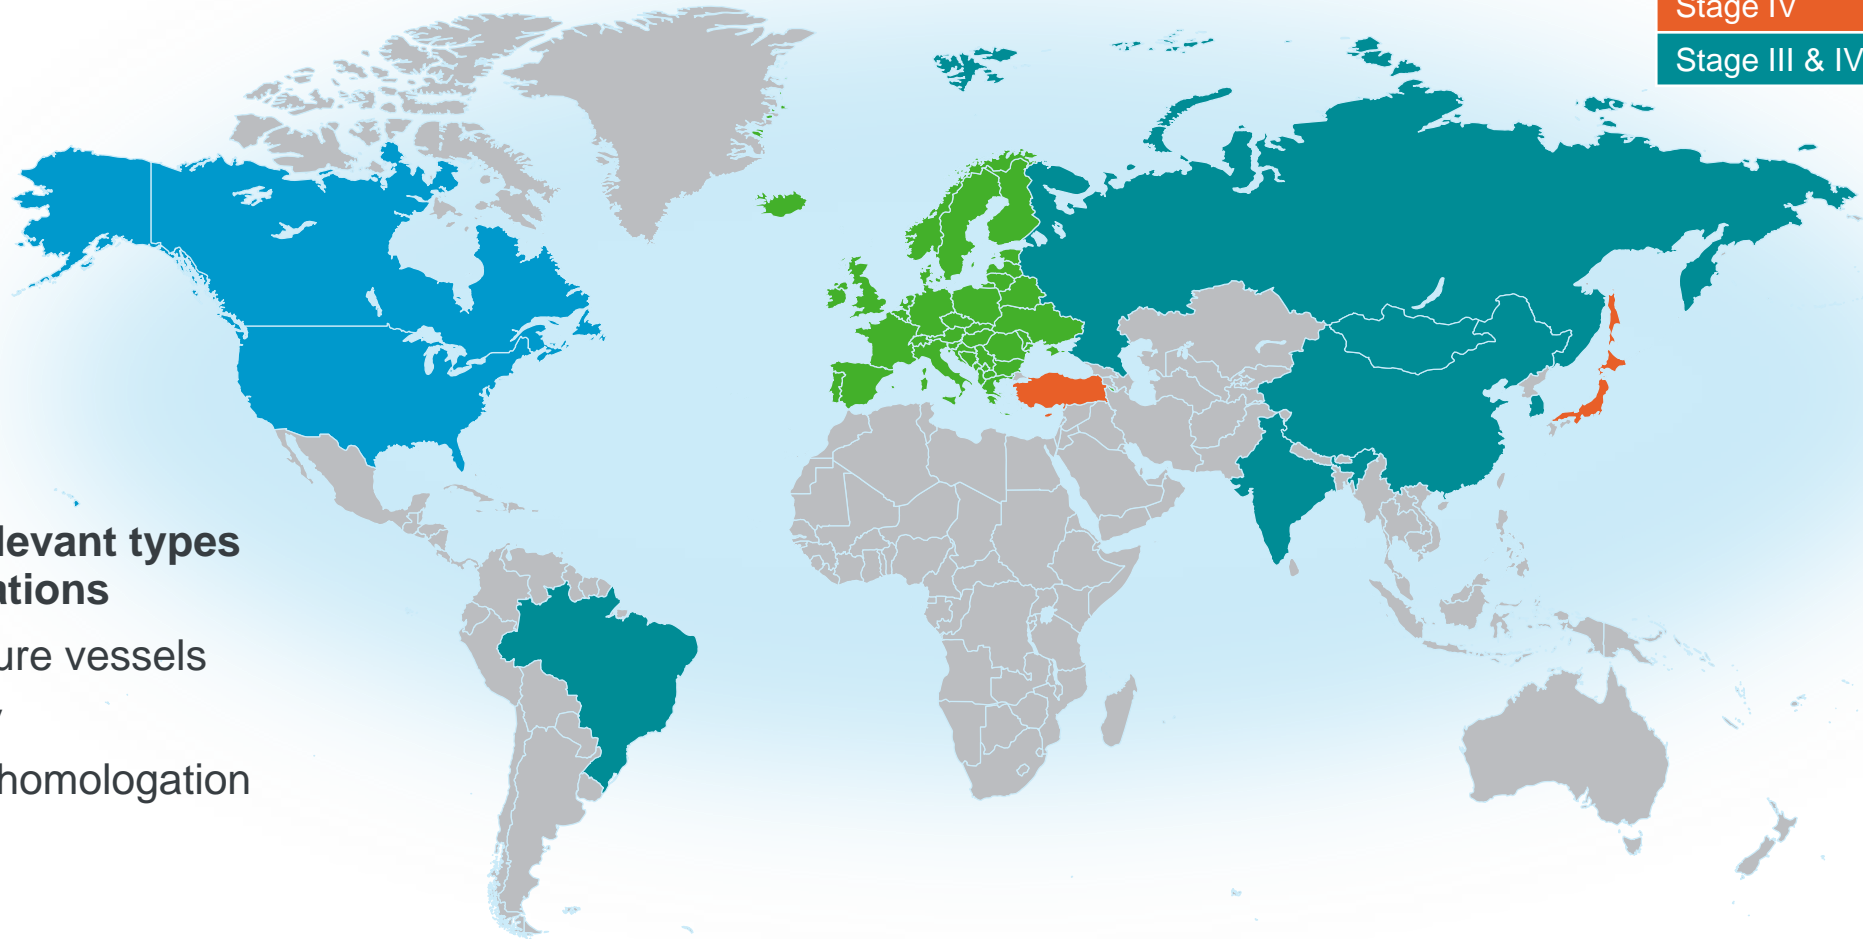 Stage IV
Stage III & IV
levant types
ations
ure vessels
homologation